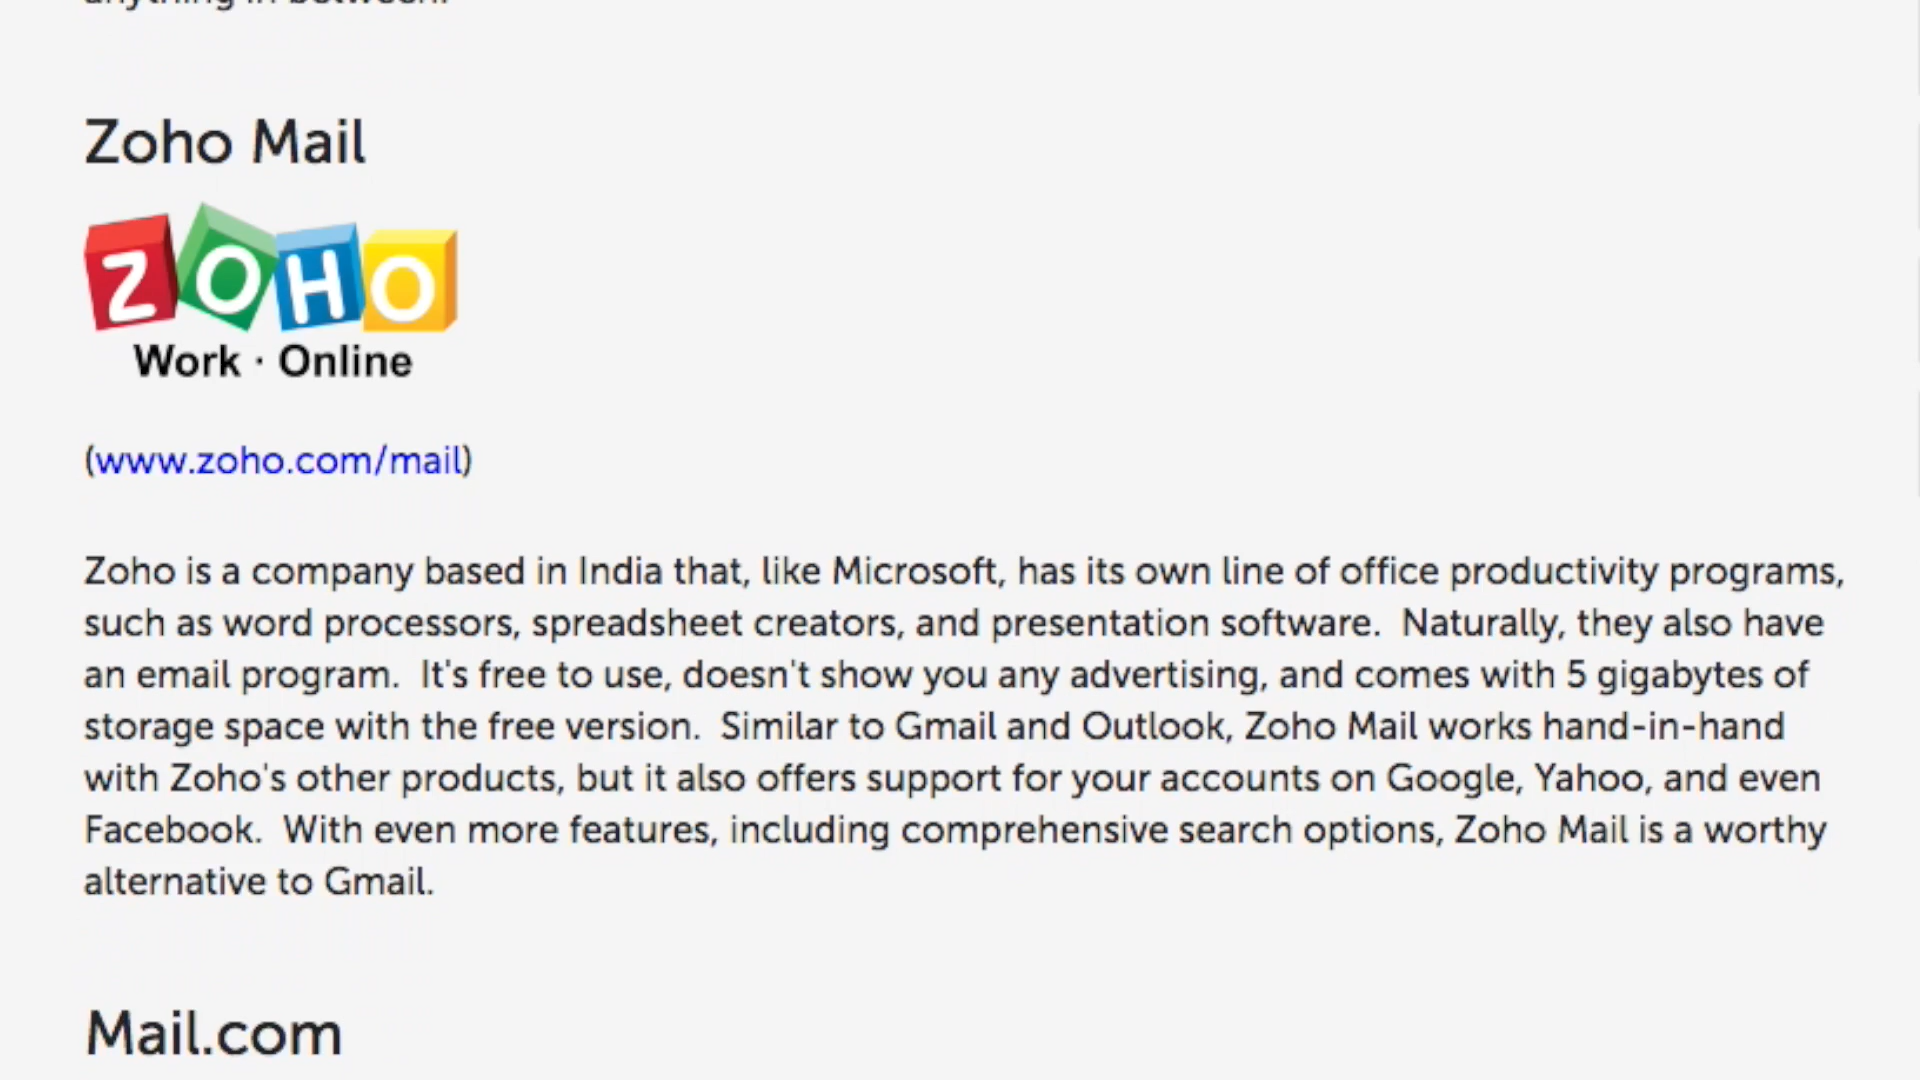 anything in between.
Zoho Mail
ZOHO
Work · Online
(www.zoho.com/mail)
Zoho is a company based in India that, like Microsoft, has its own line of office productivity programs,
such as word processors, spreadsheet creators, and presentation software.  Naturally, they also have
an email program.  It's free to use, doesn't show you any advertising, and comes with 5 gigabytes of
storage space with the free version.  Similar to Gmail and Outlook, Zoho Mail works hand-in-hand
with Zoho's other products, but it also offers support for your accounts on Google, Yahoo, and even
Facebook.  With even more features, including comprehensive search options, Zoho Mail is a worthy
alternative to Gmail.
Mail.com